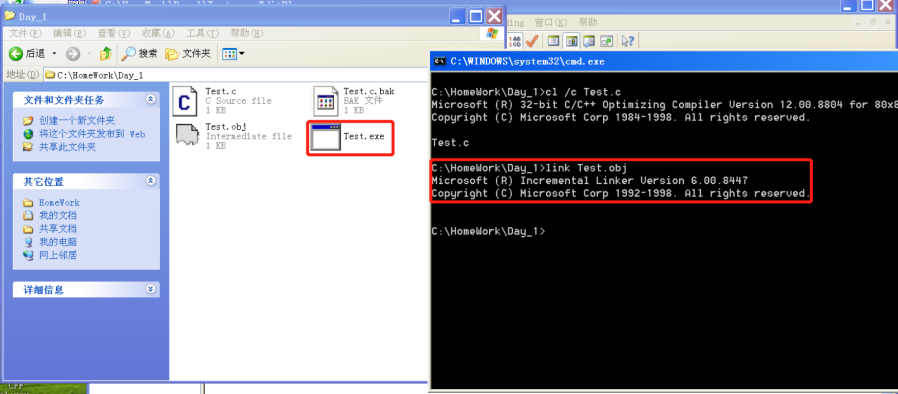 Day_1
文件(F) 编辑(E) 查看(V) 收藏(A) 工具(T) 帮助(H)
后退 搜索 文件夹
地址(D) C:\HomeWork\Day_1
文件和文件夹任务
创建一个新文件夹
将这个文件夹发布到 Web
共享此文件夹
其它位置
HomeWork
我的文档
共享文档
我的电脑
网上邻居
详细信息
Test.c
C Source file
1 KB
Test.c.bak
BAK 文件
1 KB
Test.obj
Intermediate file
1 KB
Test.exe
窗口(W) 帮助
C:\WINDOWS\system32\cmd.exe
C:\HomeWork\Day_1>cl /c Test.c
Microsoft (R) 32-bit C/C++ Optimizing Compiler Version 12.00.8804 for 80x8
Copyright (C) Microsoft Corp 1984-1998. All rights reserved.
Test.c
C:\HomeWork\Day_1>link Test.obj
Microsoft (R) Incremental Linker Version 6.00.8447
Copyright (C) Microsoft Corp 1992-1998. All rights reserved.
C:\HomeWork\Day_1>